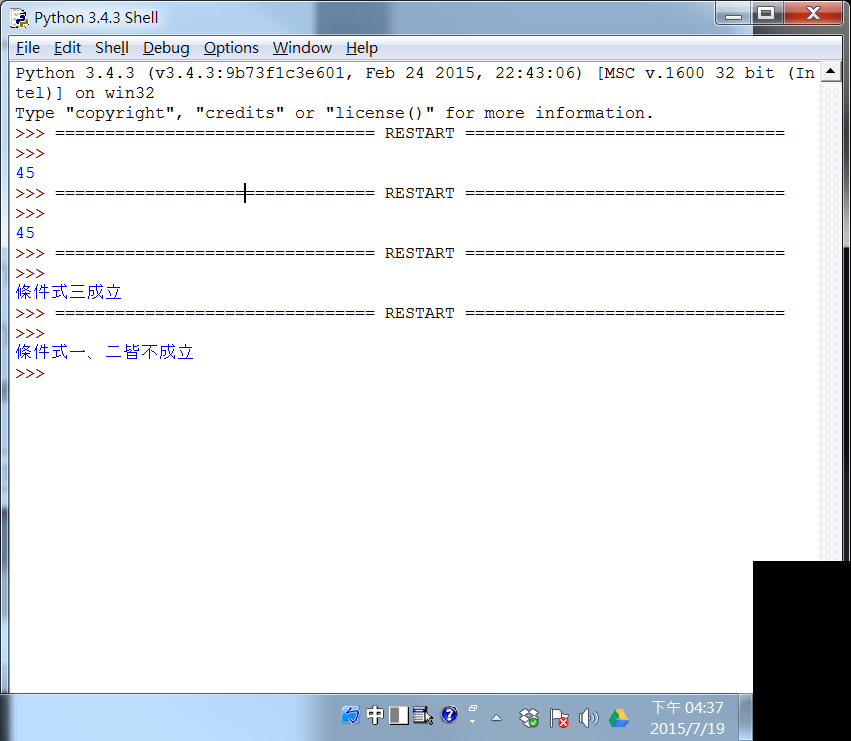 Python 3.4.3 Shell
File Edit Shell Debug Options Window Help
Python 3.4.3 (v3.4.3:9b73f1c3e601, Feb 24 2015, 22:43:06) [MSC v.1600 32 bit (In
tel)] on win32
Type "copyright", "credits" or "license()" for more information.
>>> ================================ RESTART ================================
>>>
45
>>> ================================ RESTART ================================
>>>
45
>>> ================================ RESTART ================================
>>>
條件式三成立
>>> ================================ RESTART ================================
>>>
條件式一、二皆不成立
>>>
中
下午 04:37
2015/7/19